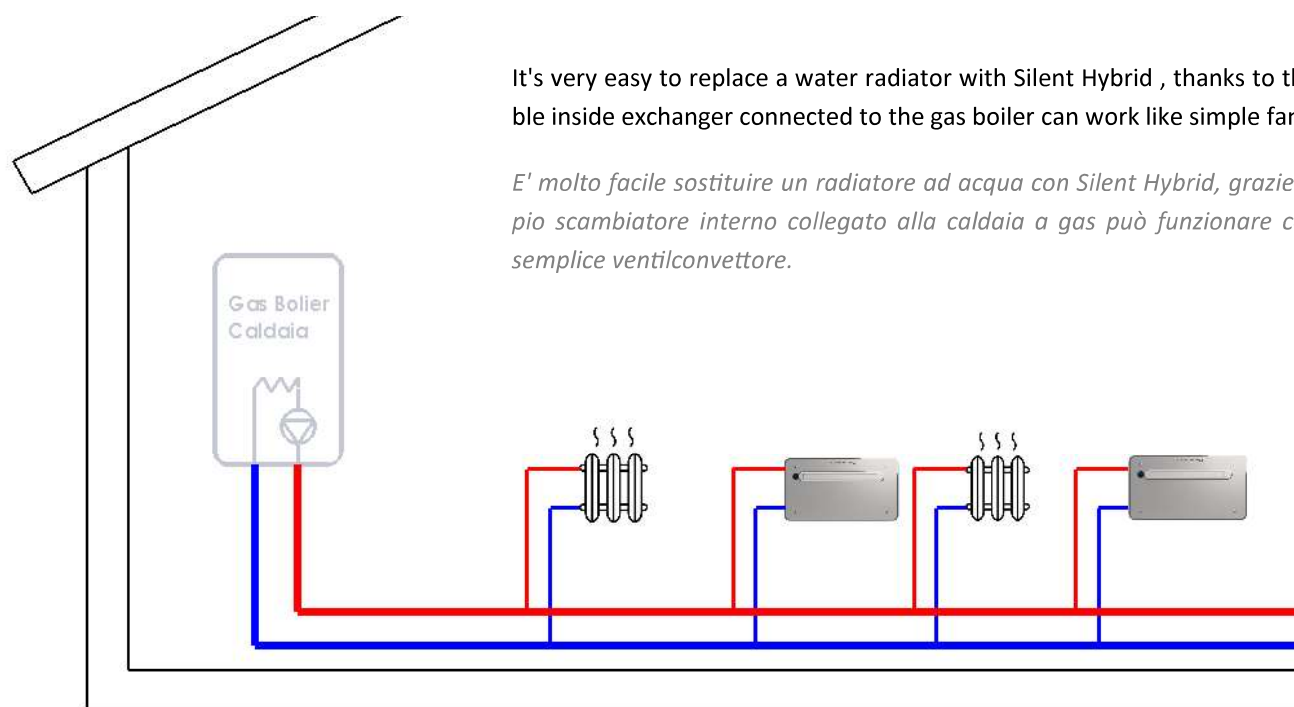 It's very easy to replace a water radiator with Silent Hybrid , thanks to
ble inside exchanger connected to the gas boiler can work like simple
E' molto facile sostituire un radiatore ad acqua con Silent Hybrid, grazie
pio scambiatore interno collegato alla caldaia a gas può funzionare
semplice ventilconvettore.
Gas Bolier
Caldaia